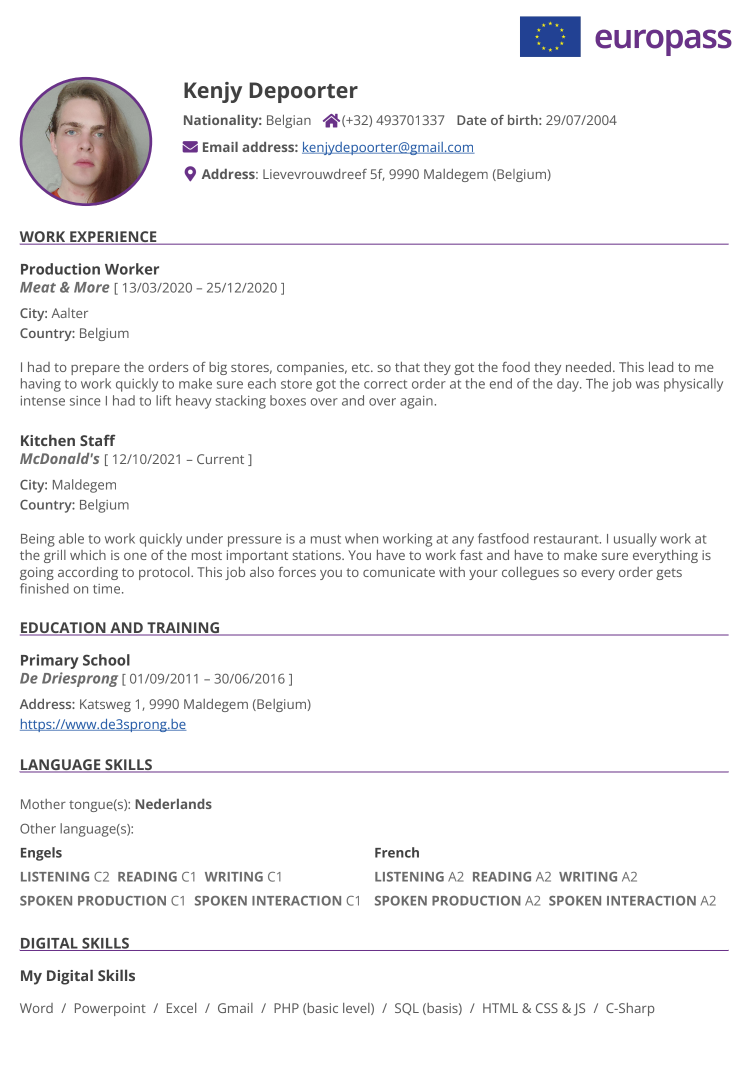 europass
Kenjy Depoorter
Nationality: Belgian (+32) 493701337 Date of birth: 29/07/2004
Email address: kenjydepoorter@gmail.com
Address: Lievevrouwdreef 5f, 9990 Maldegem (Belgium)
WORK EXPERIENCE
Production Worker
Meat & More [ 13/03/2020 – 25/12/2020 ]
City: Aalter
Country: Belgium
I had to prepare the orders of big stores, companies, etc. so that they got the food they needed. This lead to me
having to work quickly to make sure each store got the correct order at the end of the day. The job was physically
intense since I had to lift heavy stacking boxes over and over again.
Kitchen Staff
McDonald's [ 12/10/2021 – Current ]
City: Maldegem
Country: Belgium
Being able to work quickly under pressure is a must when working at any fastfood restaurant. I usually work at
the grill which is one of the most important stations. You have to work fast and have to make sure everything is
going according to protocol. This job also forces you to comunicate with your collegues so every order gets
finished on time.
EDUCATION AND TRAINING
Primary School
De Driesprong [ 01/09/2011 – 30/06/2016 ]
Address: Katsweg 1, 9990 Maldegem (Belgium)
https://www.de3sprong.be
LANGUAGE SKILLS
Mother tongue(s): Nederlands
Other language(s):
Engels
LISTENING C2 READING C1 WRITING C1
SPOKEN PRODUCTION C1 SPOKEN INTERACTION C1
French
LISTENING A2 READING A2 WRITING A2
SPOKEN PRODUCTION A2 SPOKEN INTERACTION A2
DIGITAL SKILLS
My Digital Skills
Word / Powerpoint / Excel / Gmail / PHP (basic level) / SQL (basis) / HTML & CSS & JS / C-Sharp